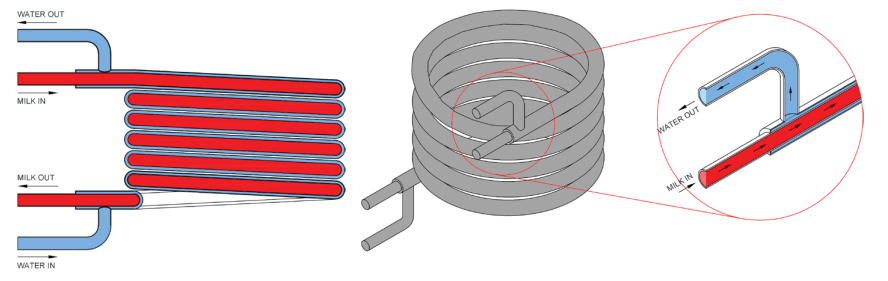 WATER OUT
MILK IN
MILK OUT
WATER IN
WATER OUT
MILK IN